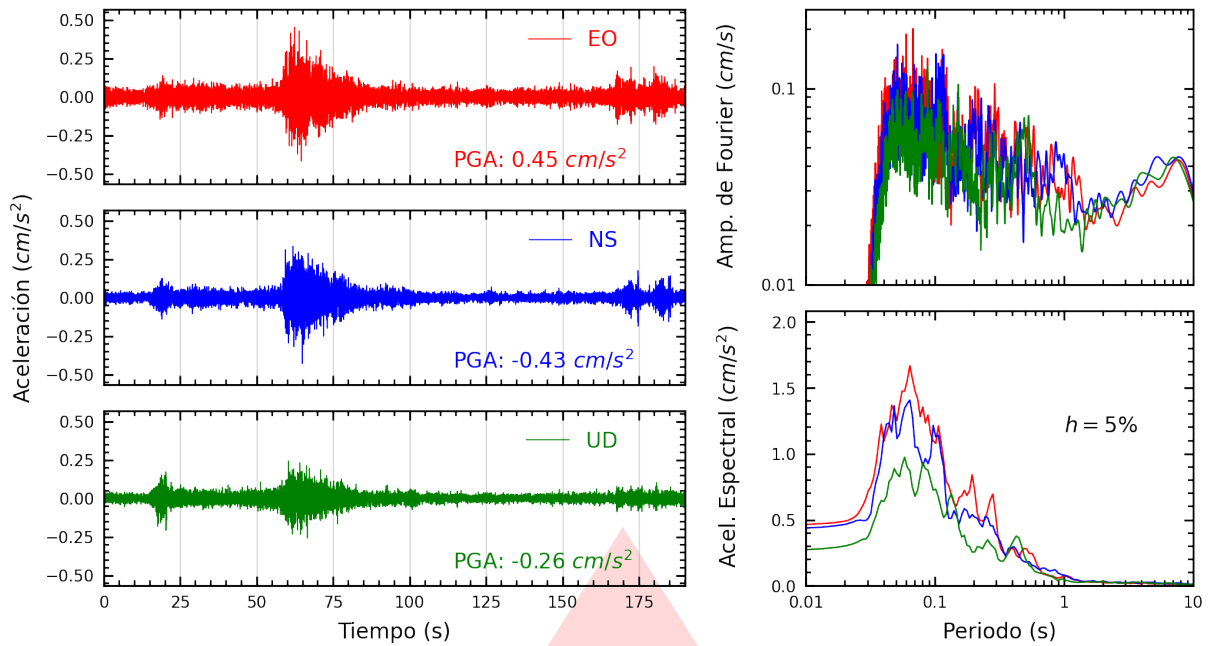 Aceleración (cm/s²)
0.50
0.25
0.00
−0.25
−0.50
EO
PGA: 0.45 cm/s²
0.50
0.25
0.00
−0.25
−0.50
NS
PGA: -0.43 cm/s²
0.50
0.25
0.00
−0.25
−0.50
UD
PGA: -0.26 cm/s²
0 25 50 75 100 125 150 175
Tiempo (s)
Amp. de Fourier (cm/s)
0.1
0.01
Acel. Espectral (cm/s²)
2.0
1.5
1.0
0.5
0.0
h = 5%
0.01 0.1 1 10
Periodo (s)